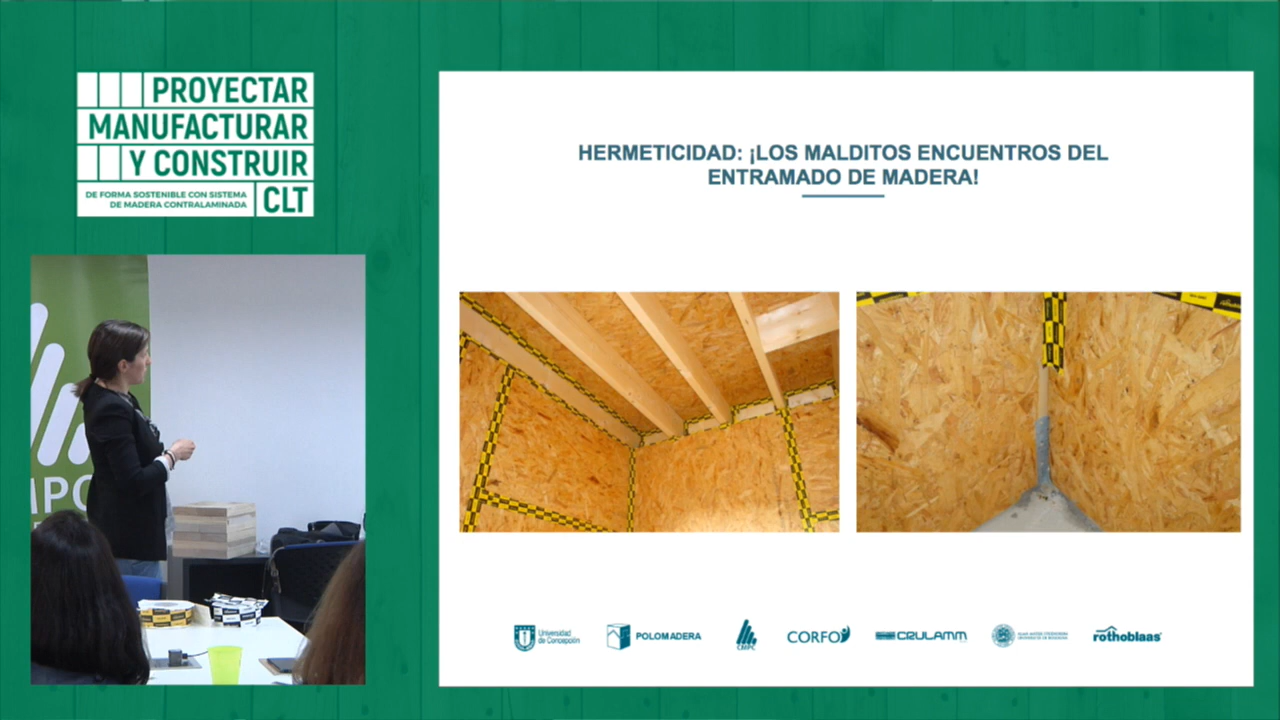 PROYECTAR
MANUFACTURAR
Y CONSTRUIR
DE FORMA SOSTENIBLE CON SISTEMA
DE MADERA CONTRALAMINADA
CLT
HERMETICIDAD: ¡LOS MALDITOS ENCUENTROS DEL
ENTRAMADO DE MADERA!
Universidad
de Concepción
POLOMADERA
CMPC
CORFO
CRULAMM
rothoblaas